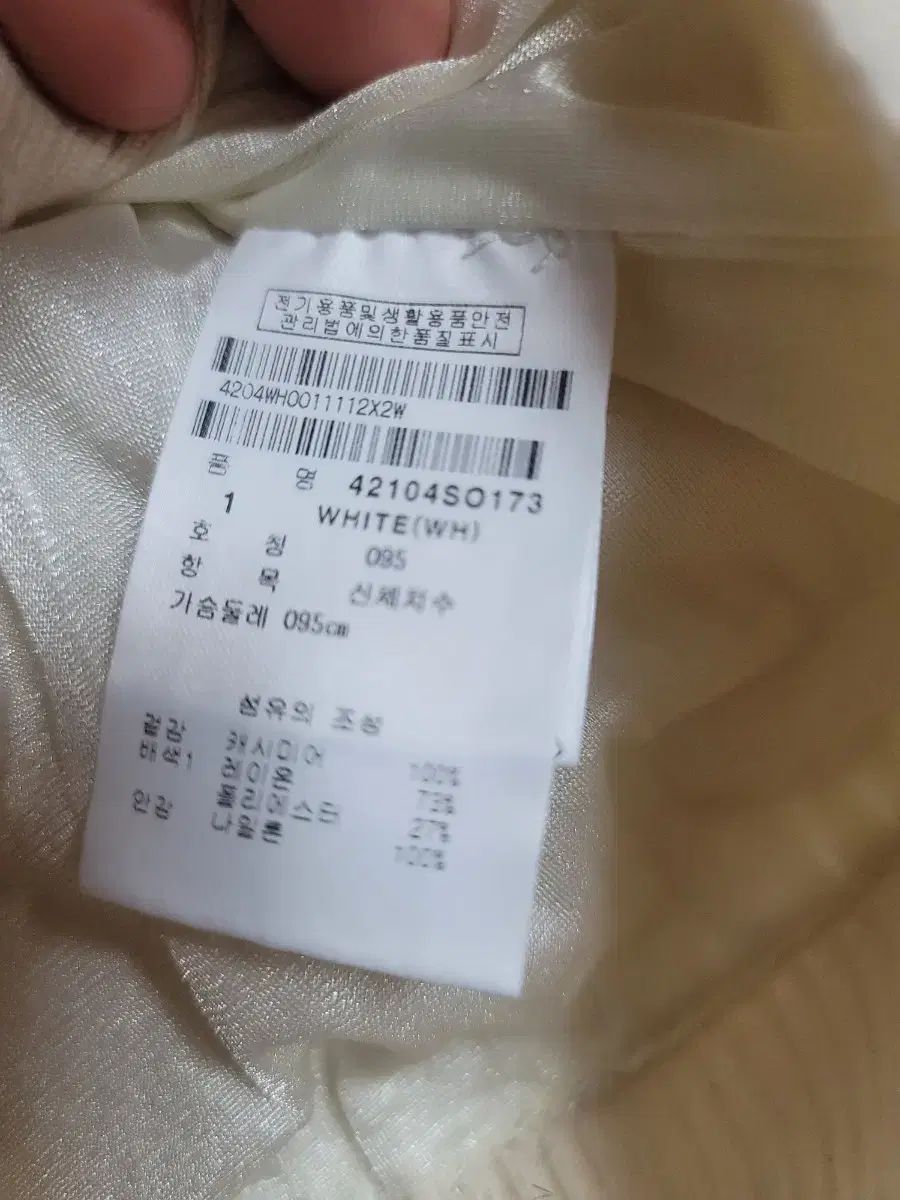 전기용품및생활용품안전
관리법에의한품질표시
4204WH0011112X2W
품 명 42104SO173
1 WHITE(WH)
호 칭 095
항 목 신체치수
가슴둘레 095cm
섬유의 조성
겉감 캐시미어 100%
배색1 73%
폴리에스터 27%
안감 나일론 100%